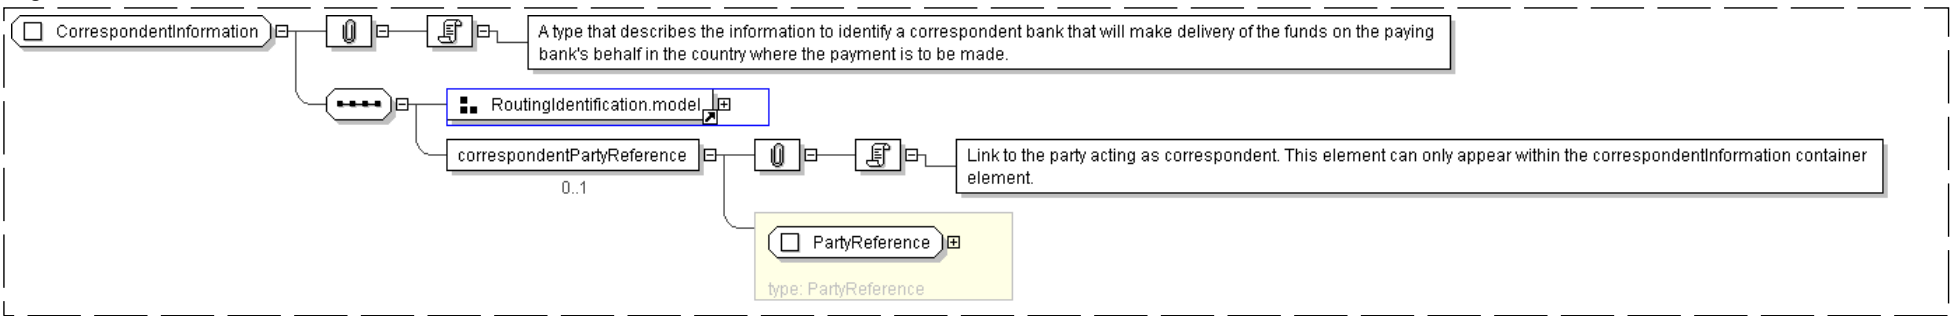 CorrespondentInformation
A type that describes the information to identify a correspondent bank that will make delivery of the funds on the paying
bank's behalf in the country where the payment is to be made.
RoutingIdentification.model
correspondentPartyReference
0..1
Link to the party acting as correspondent. This element can only appear within the correspondentInformation container
element.
PartyReference
type: PartyReference